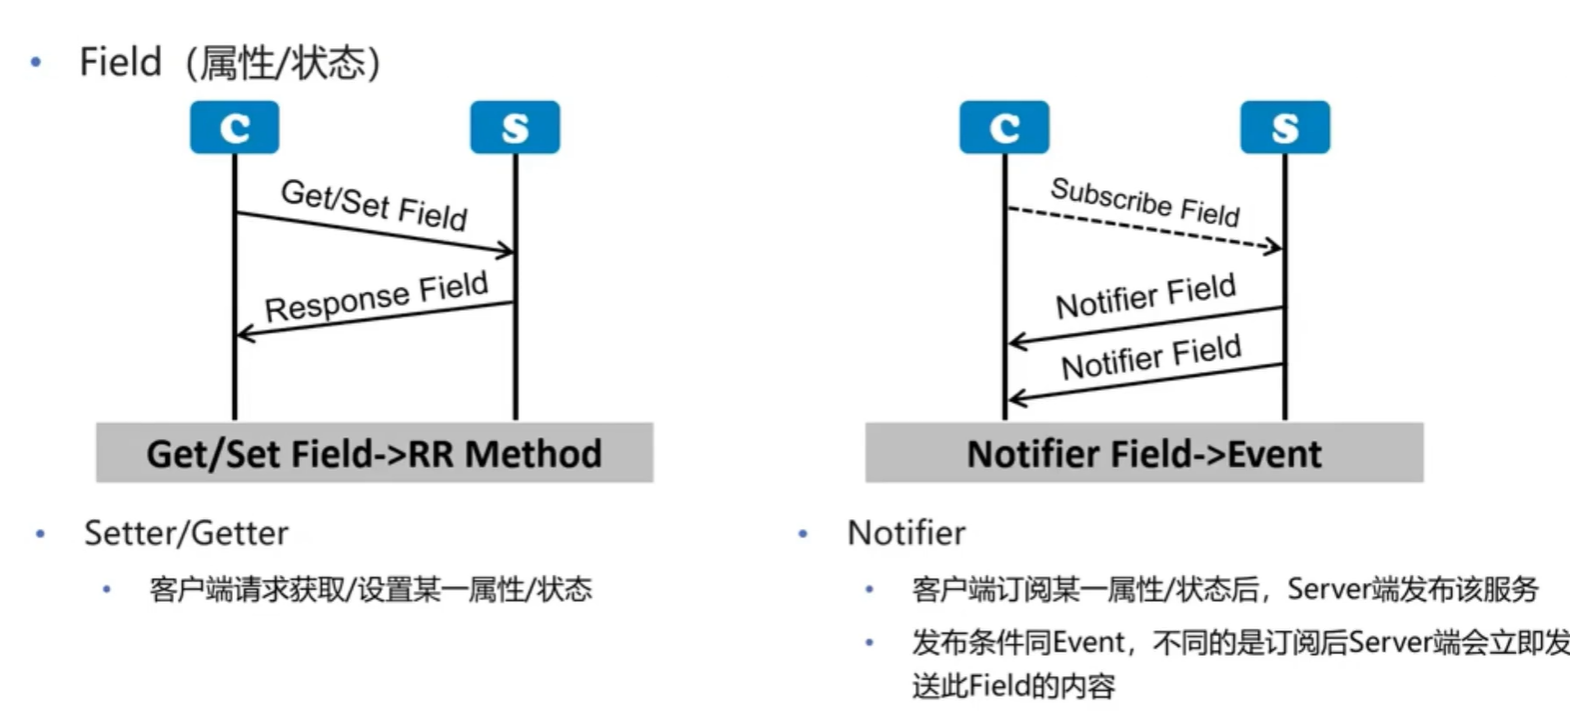 Field（属性/状态）
C
S
Get/Set Field
Response Field
Get/Set Field->RR Method
Setter/Getter
客户端请求获取/设置某一属性/状态
C
S
Subscribe Field
Notifier Field
Notifier Field
Notifier Field->Event
Notifier
客户端订阅某一属性/状态后，Server端发布该服务
发布条件同Event，不同的是订阅后Server端会立即发
送此Field的内容